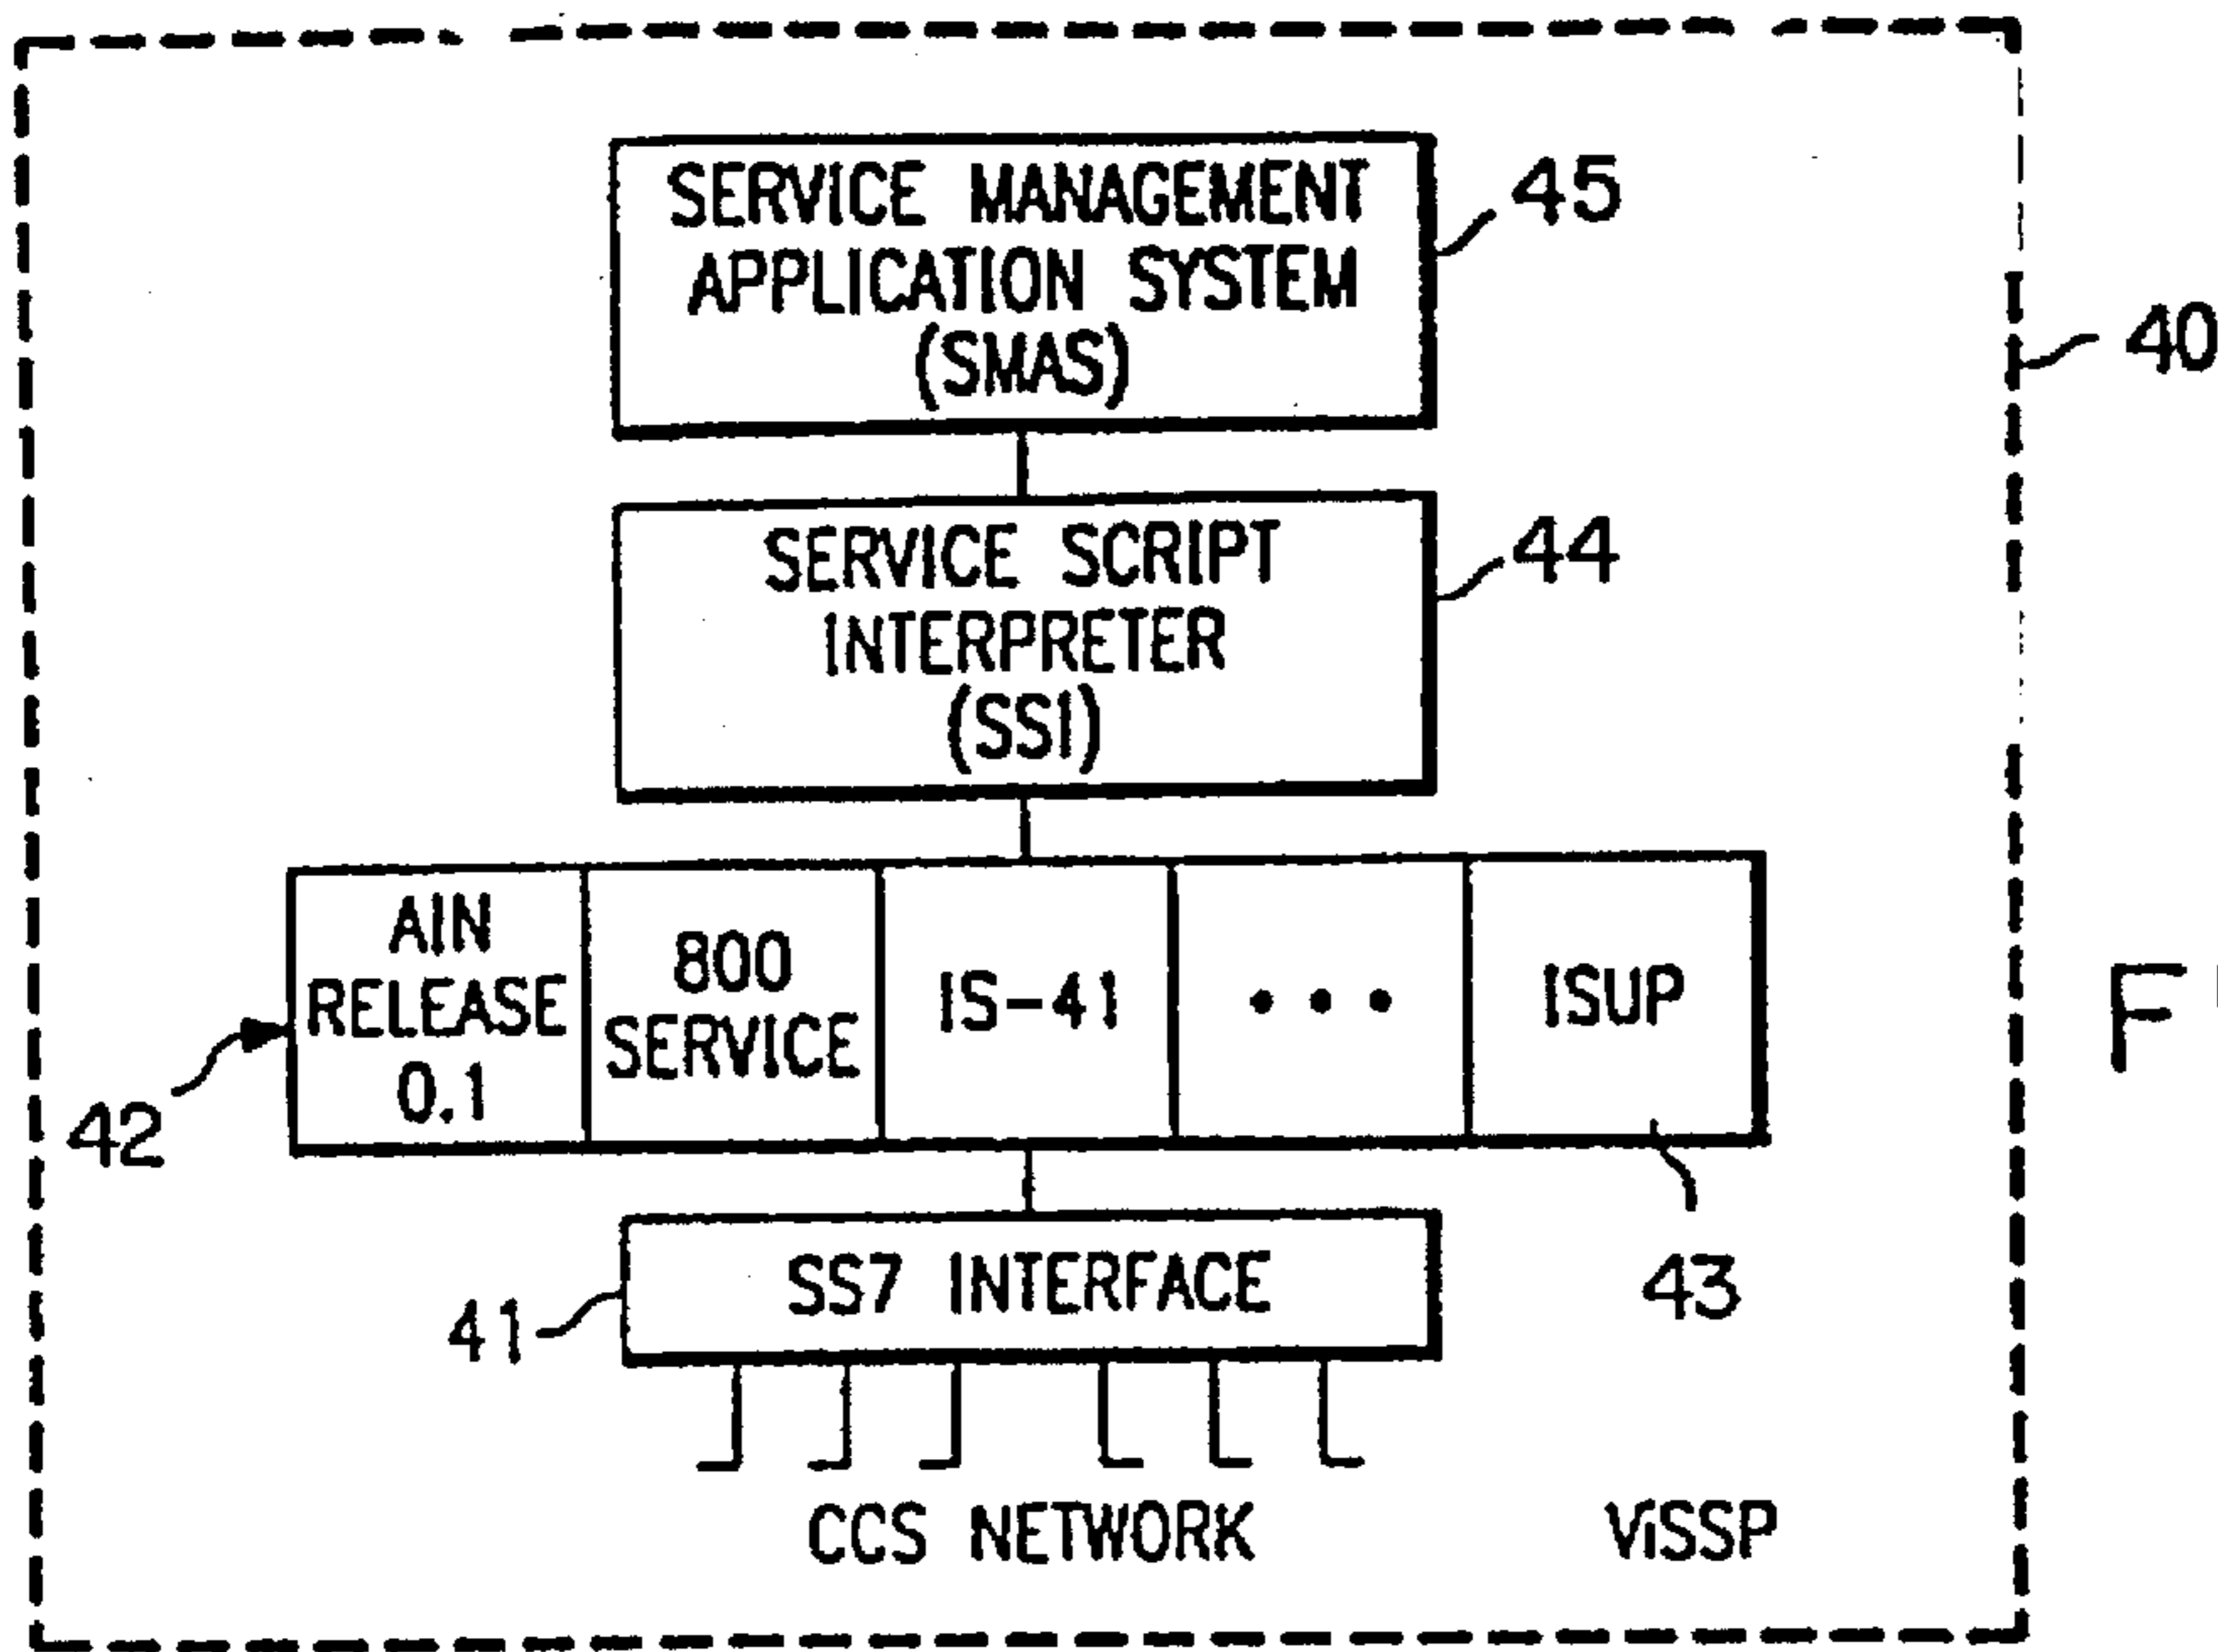 SERVICE MANAGEMENT
APPLICATION SYSTEM
(SMAS)
45
40
SERVICE SCRIPT
INTERPRETER
(SSI)
44
AIN
RELEASE
0.1
800
SERVICE
IS-41
• • •
ISUP
42
43
SS7 INTERFACE
41
CCS NETWORK
ViSSP
F